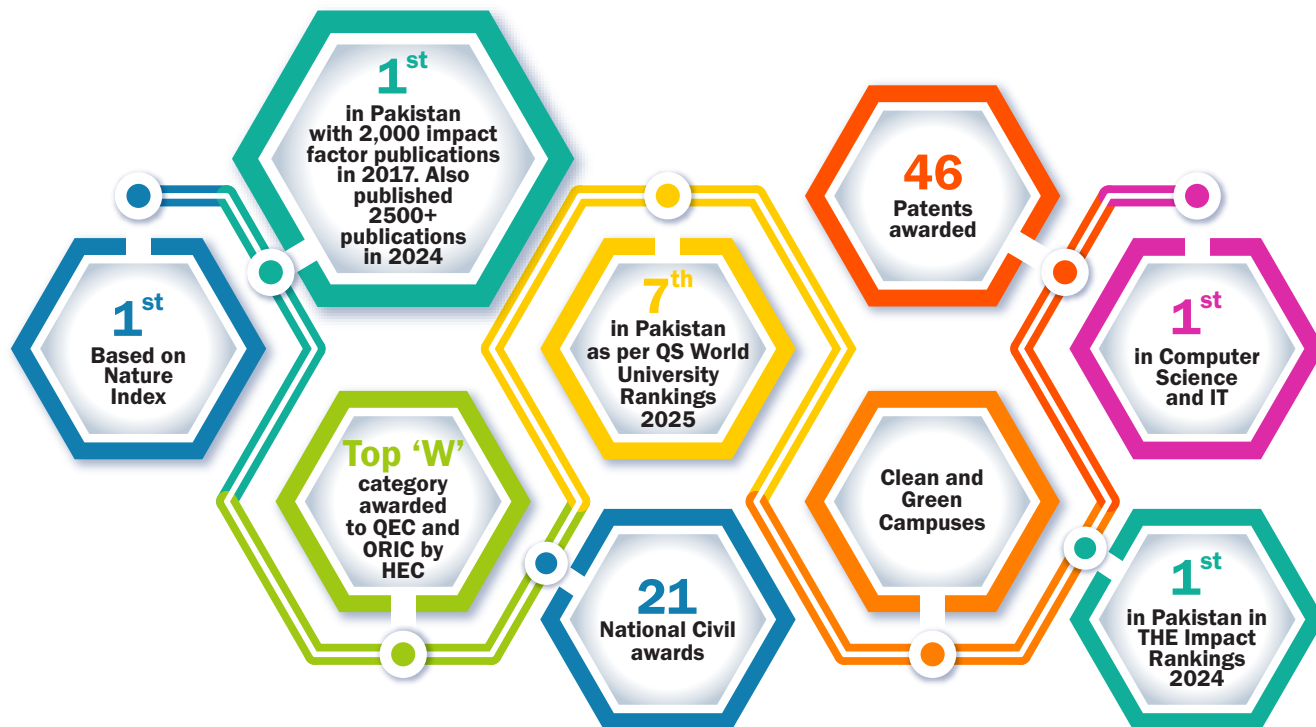 1st
Based on
Nature
Index
1st
in Pakistan
with 2,000 impact
factor publications
in 2017. Also
published
2500+
publications
in 2024
Top ‘W’
category
awarded
to QEC and
ORIC by
HEC
7th
in Pakistan
as per QS World
University
Rankings
2025
21
National Civil
awards
46
Patents
awarded
Clean and
Green
Campuses
1st
in Computer
Science
and IT
1st
in Pakistan in
THE Impact
Rankings
2024